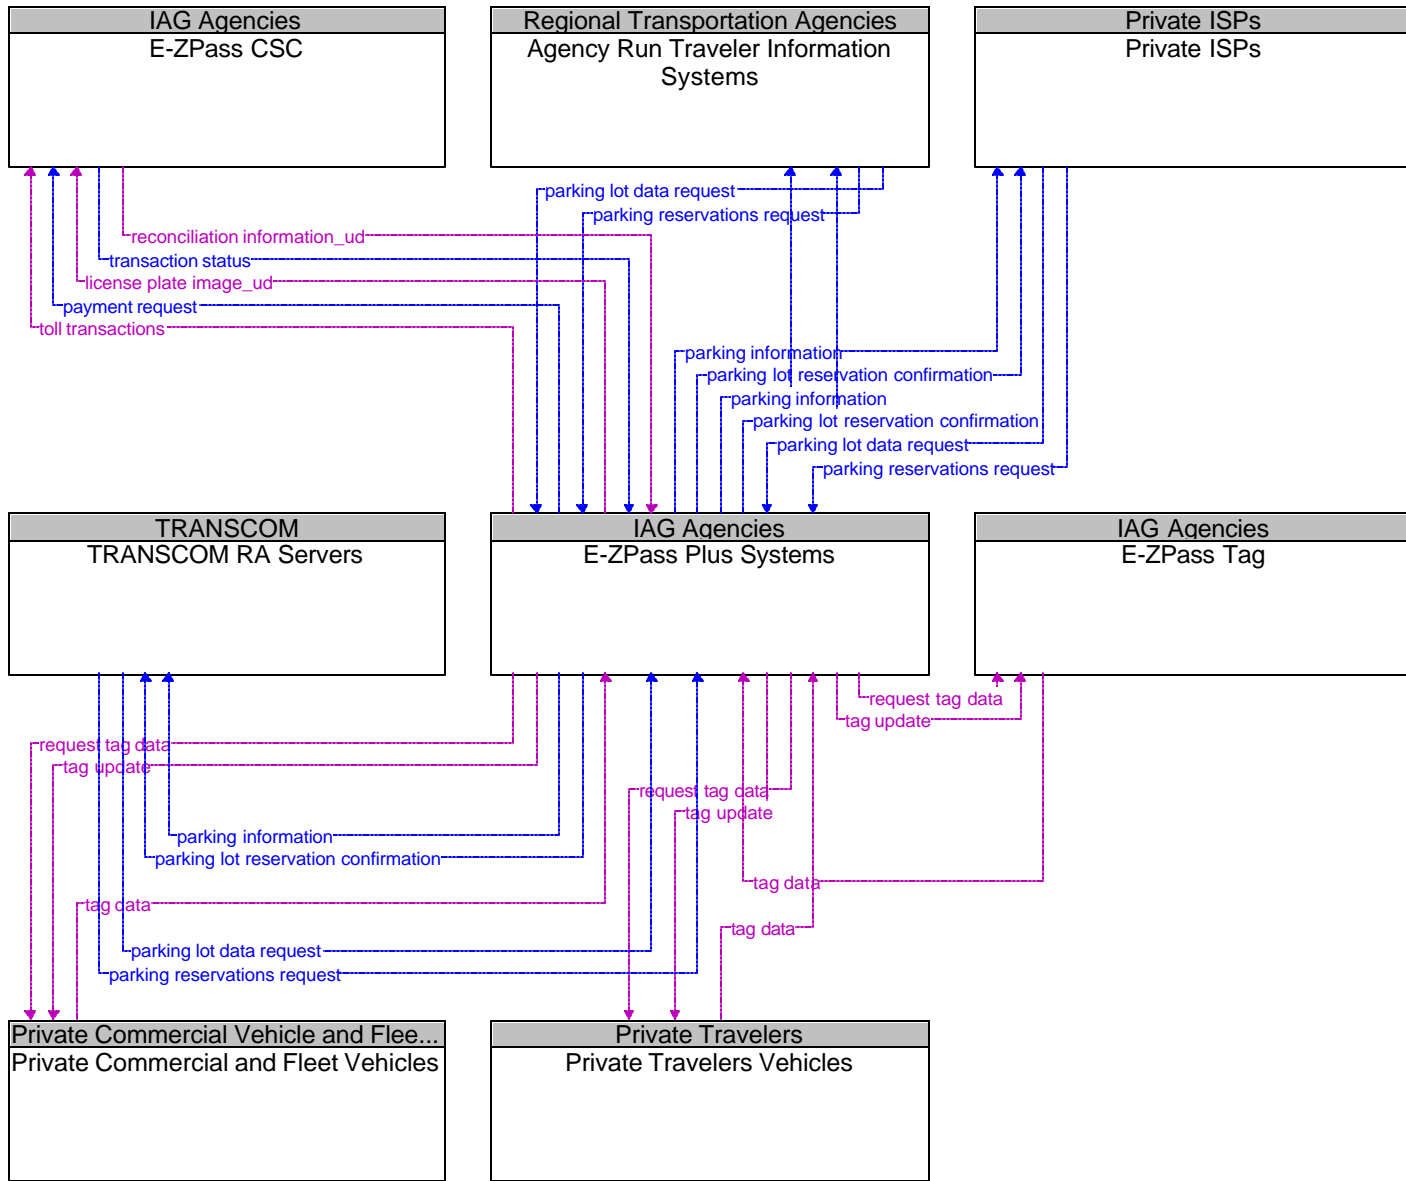 IAG Agencies
E-ZPass CSC
Regional Transportation Agencies
Agency Run Traveler Information
Systems
Private ISPs
Private ISPs
parking lot data request
parking reservations request
reconciliation information_ud
transaction status
license plate image_ud
payment request
toll transactions
parking information
parking lot reservation confirmation
parking information
parking lot reservation confirmation
parking lot data request
parking reservations request
TRANSCOM
TRANSCOM RA Servers
IAG Agencies
E-ZPass Plus Systems
IAG Agencies
E-ZPass Tag
request tag data
tag update
request tag data
tag update
request tag data
tag update
parking information
parking lot reservation confirmation
tag data
tag data
tag data
parking lot data request
parking reservations request
Private Commercial Vehicle and Flee...
Private Commercial and Fleet Vehicles
Private Travelers
Private Travelers Vehicles